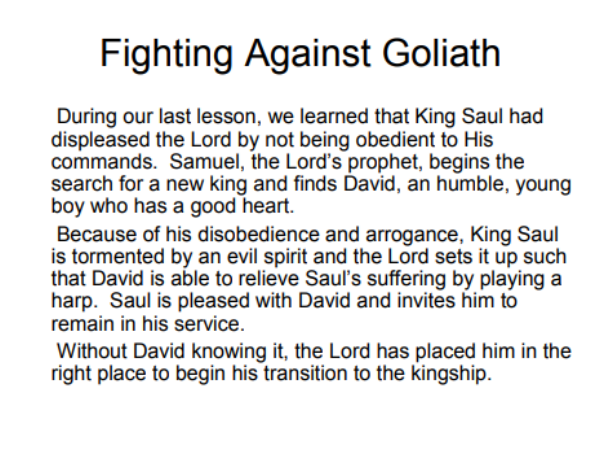 Fighting Against Goliath
During our last lesson, we learned that King Saul had
displeased the Lord by not being obedient to His
commands.  Samuel, the Lord's prophet, begins the
search for a new king and finds David, an humble, young
boy who has a good heart.
Because of his disobedience and arrogance, King Saul
is tormented by an evil spirit and the Lord sets it up such
that David is able to relieve Saul's suffering by playing a
harp.  Saul is pleased with David and invites him to
remain in his service.
Without David knowing it, the Lord has placed him in the
right place to begin his transition to the kingship.